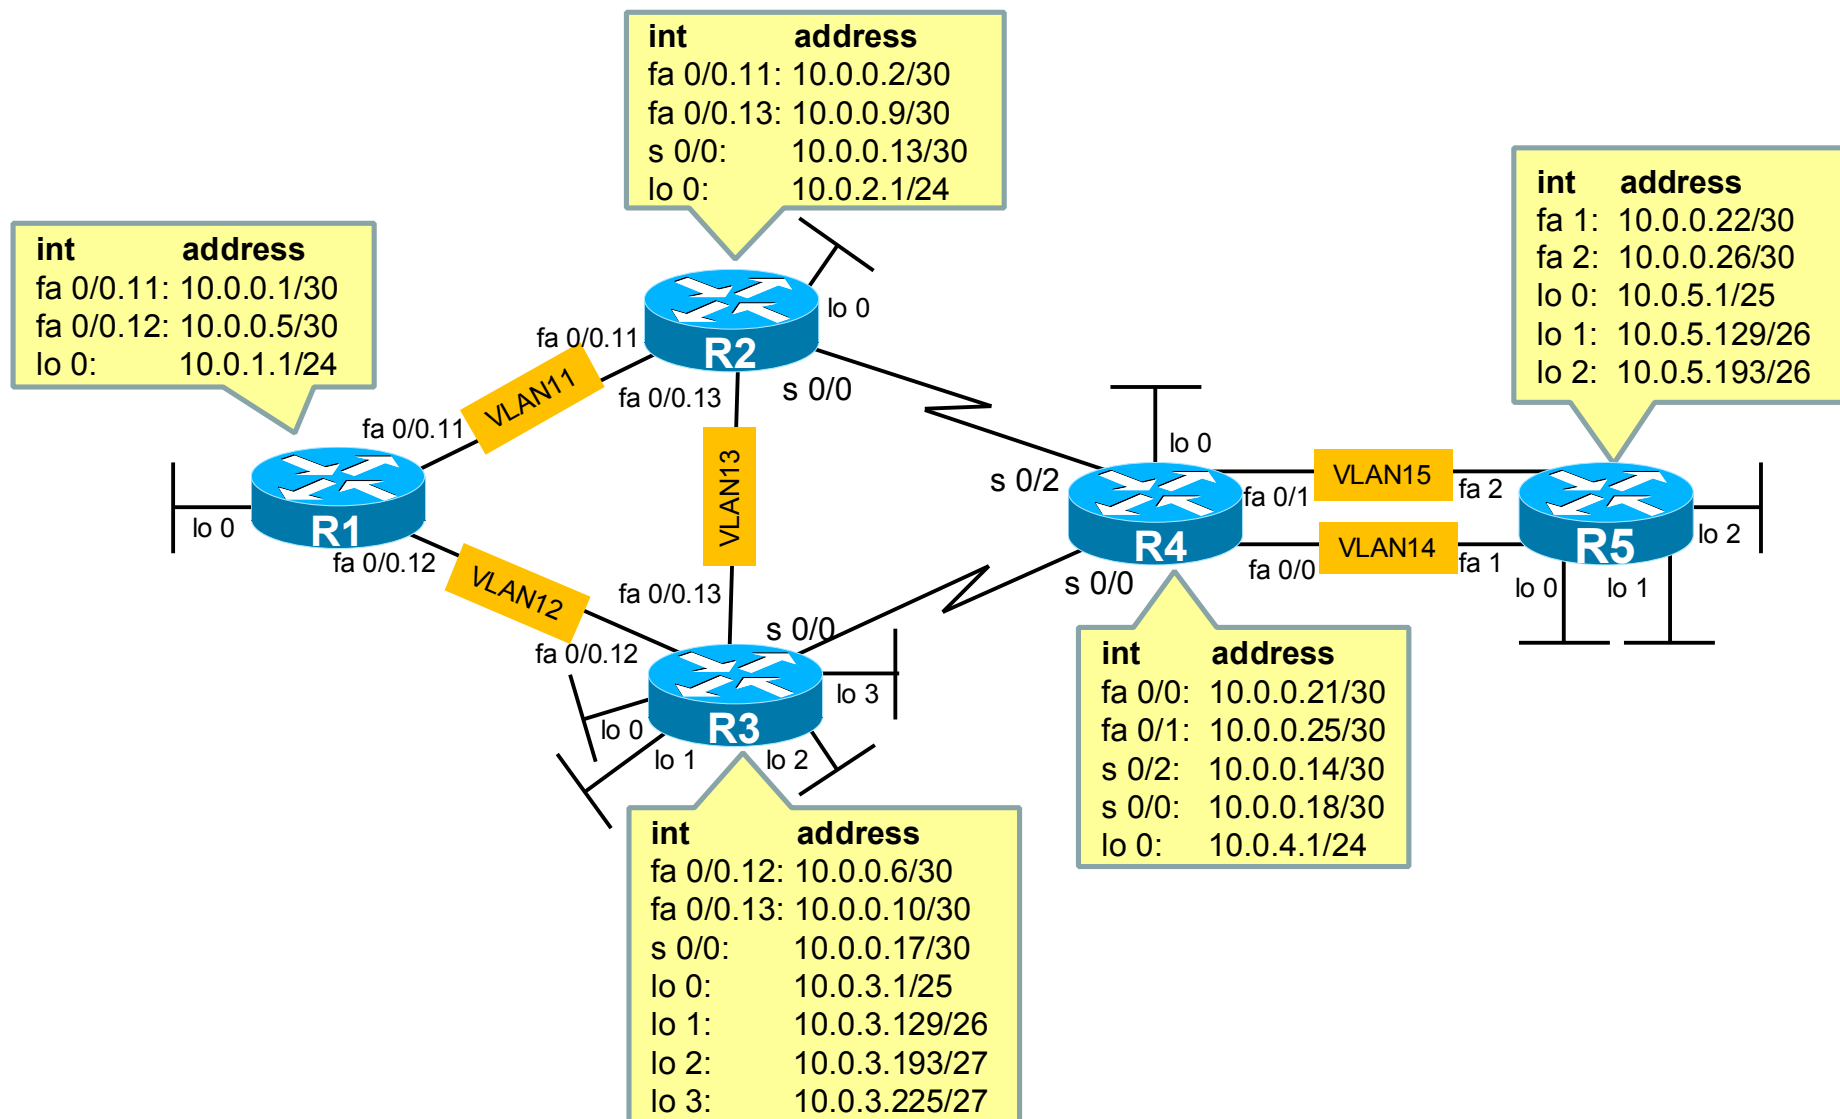 int address
fa 0/0.11: 10.0.0.2/30
fa 0/0.13: 10.0.0.9/30
s 0/0: 10.0.0.13/30
lo 0: 10.0.2.1/24
int address
fa 1: 10.0.0.22/30
fa 2: 10.0.0.26/30
lo 0: 10.0.5.1/25
lo 1: 10.0.5.129/26
lo 2: 10.0.5.193/26
int address
fa 0/0.11: 10.0.0.1/30
fa 0/0.12: 10.0.0.5/30
lo 0: 10.0.1.1/24
lo 0
fa 0/0.11
R2
fa 0/0.13
s 0/0
VLAN11
fa 0/0.11
VLAN13
lo 0
s 0/2
VLAN15
fa 0/1
fa 2
R1
lo 0
R4
VLAN14
R5
lo 2
fa 0/0
fa 1
fa 0/0.12
VLAN12
s 0/0
lo 0
lo 1
fa 0/0.13
s 0/0
fa 0/0.12
lo 3
R3
lo 0
lo 1
lo 2
int address
fa 0/0: 10.0.0.21/30
fa 0/1: 10.0.0.25/30
s 0/2: 10.0.0.14/30
s 0/0: 10.0.0.18/30
lo 0: 10.0.4.1/24
int address
fa 0/0.12: 10.0.0.6/30
fa 0/0.13: 10.0.0.10/30
s 0/0: 10.0.0.17/30
lo 0: 10.0.3.1/25
lo 1: 10.0.3.129/26
lo 2: 10.0.3.193/27
lo 3: 10.0.3.225/27